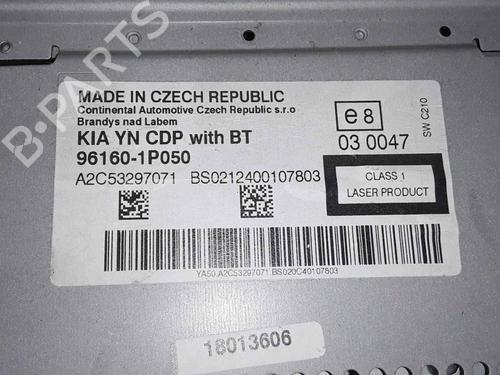 B-PARTS
MADE IN CZECH REPUBLIC
Continental Automotive Czech Republic s.r.o
Brandys nad Labem
KIA YN CDP with BT
96160-1P050
A2C53297071 BS0212400107803
e8
03 0047
SW C210
CLASS 1
LASER PRODUCT
YA50.A2C53297071.BS020C40107803
18013606